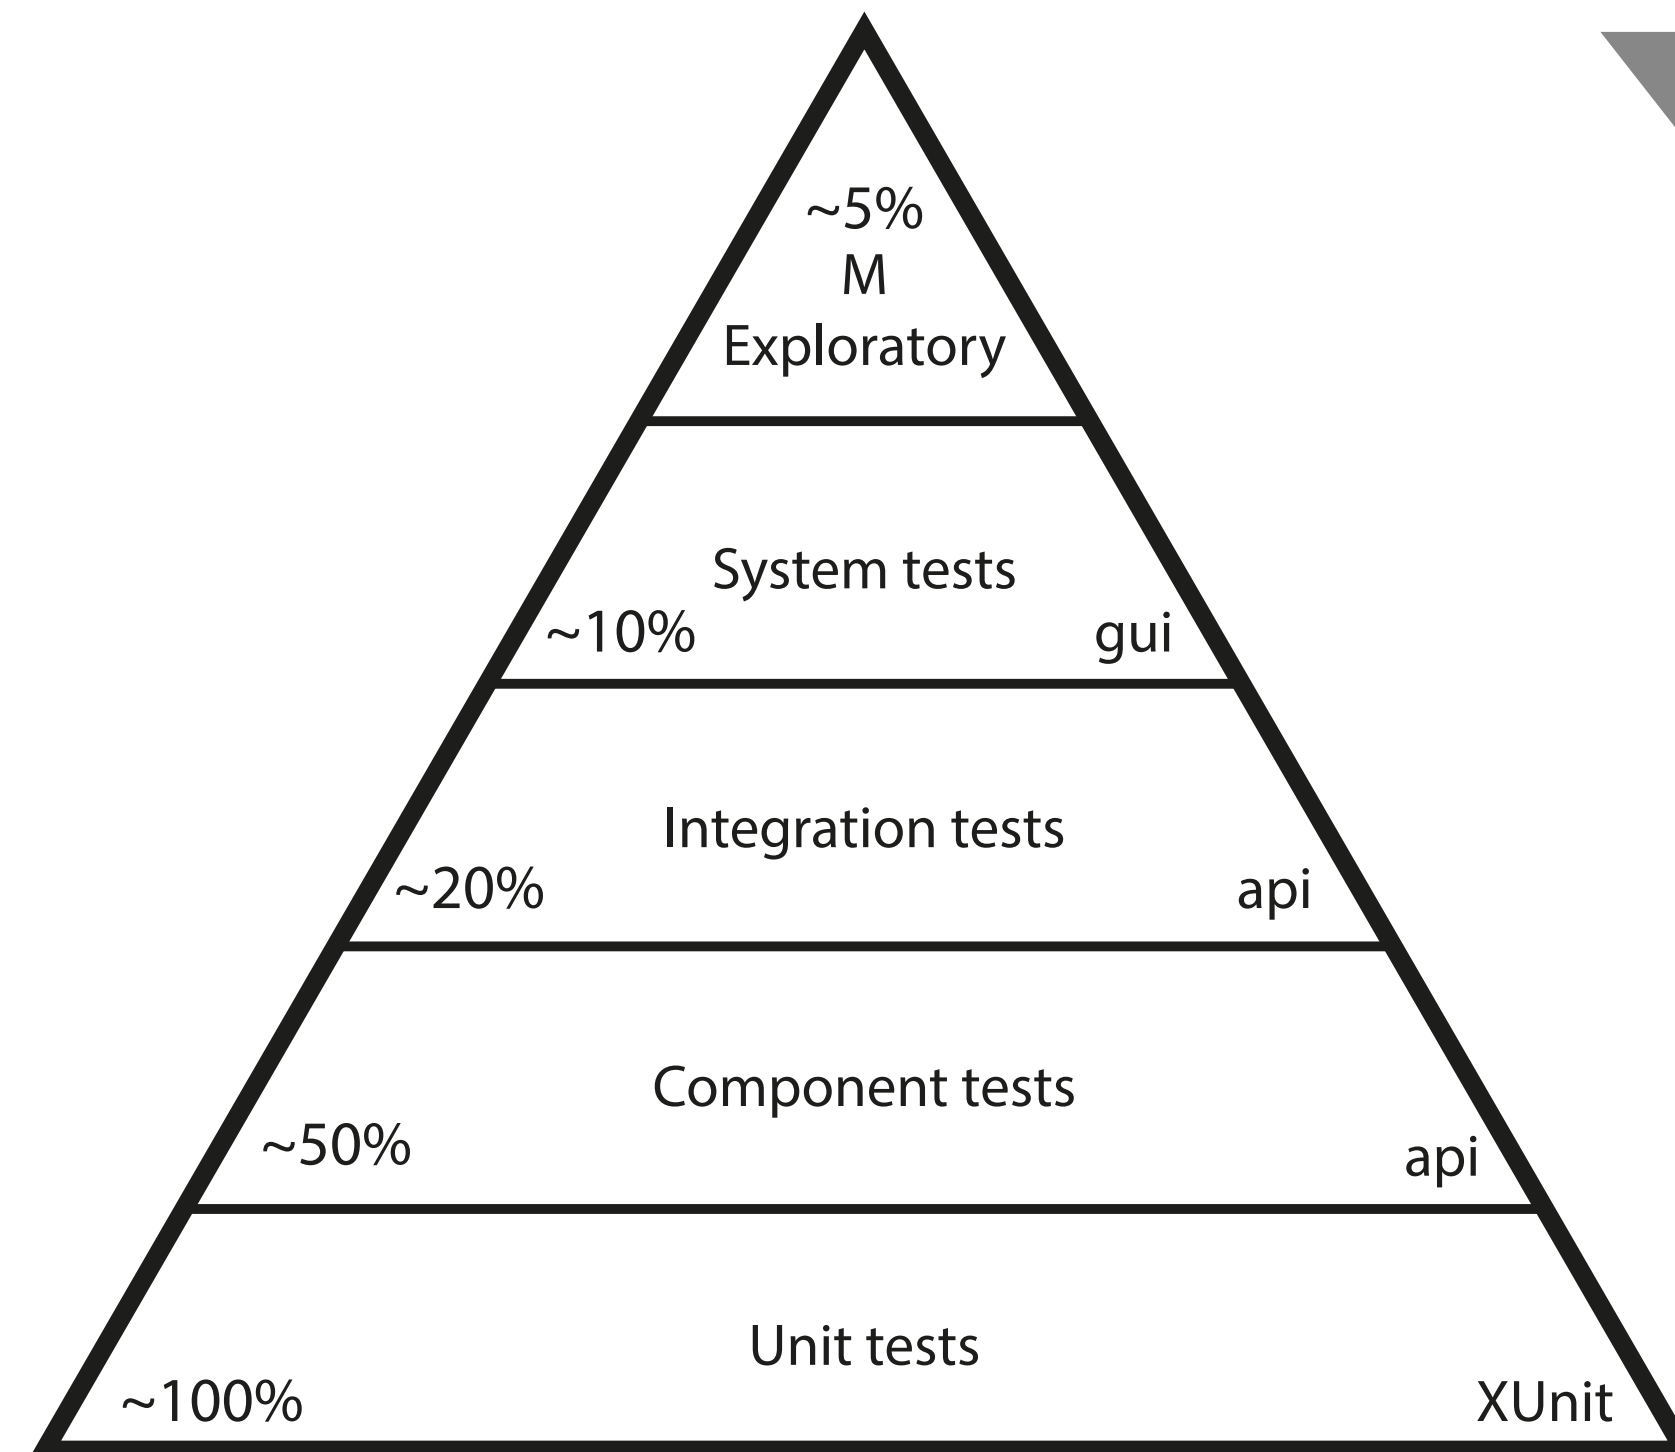 ~5%
M
Exploratory
System tests
~10% gui
Integration tests
~20% api
Component tests
~50% api
Unit tests
~100% XUnit